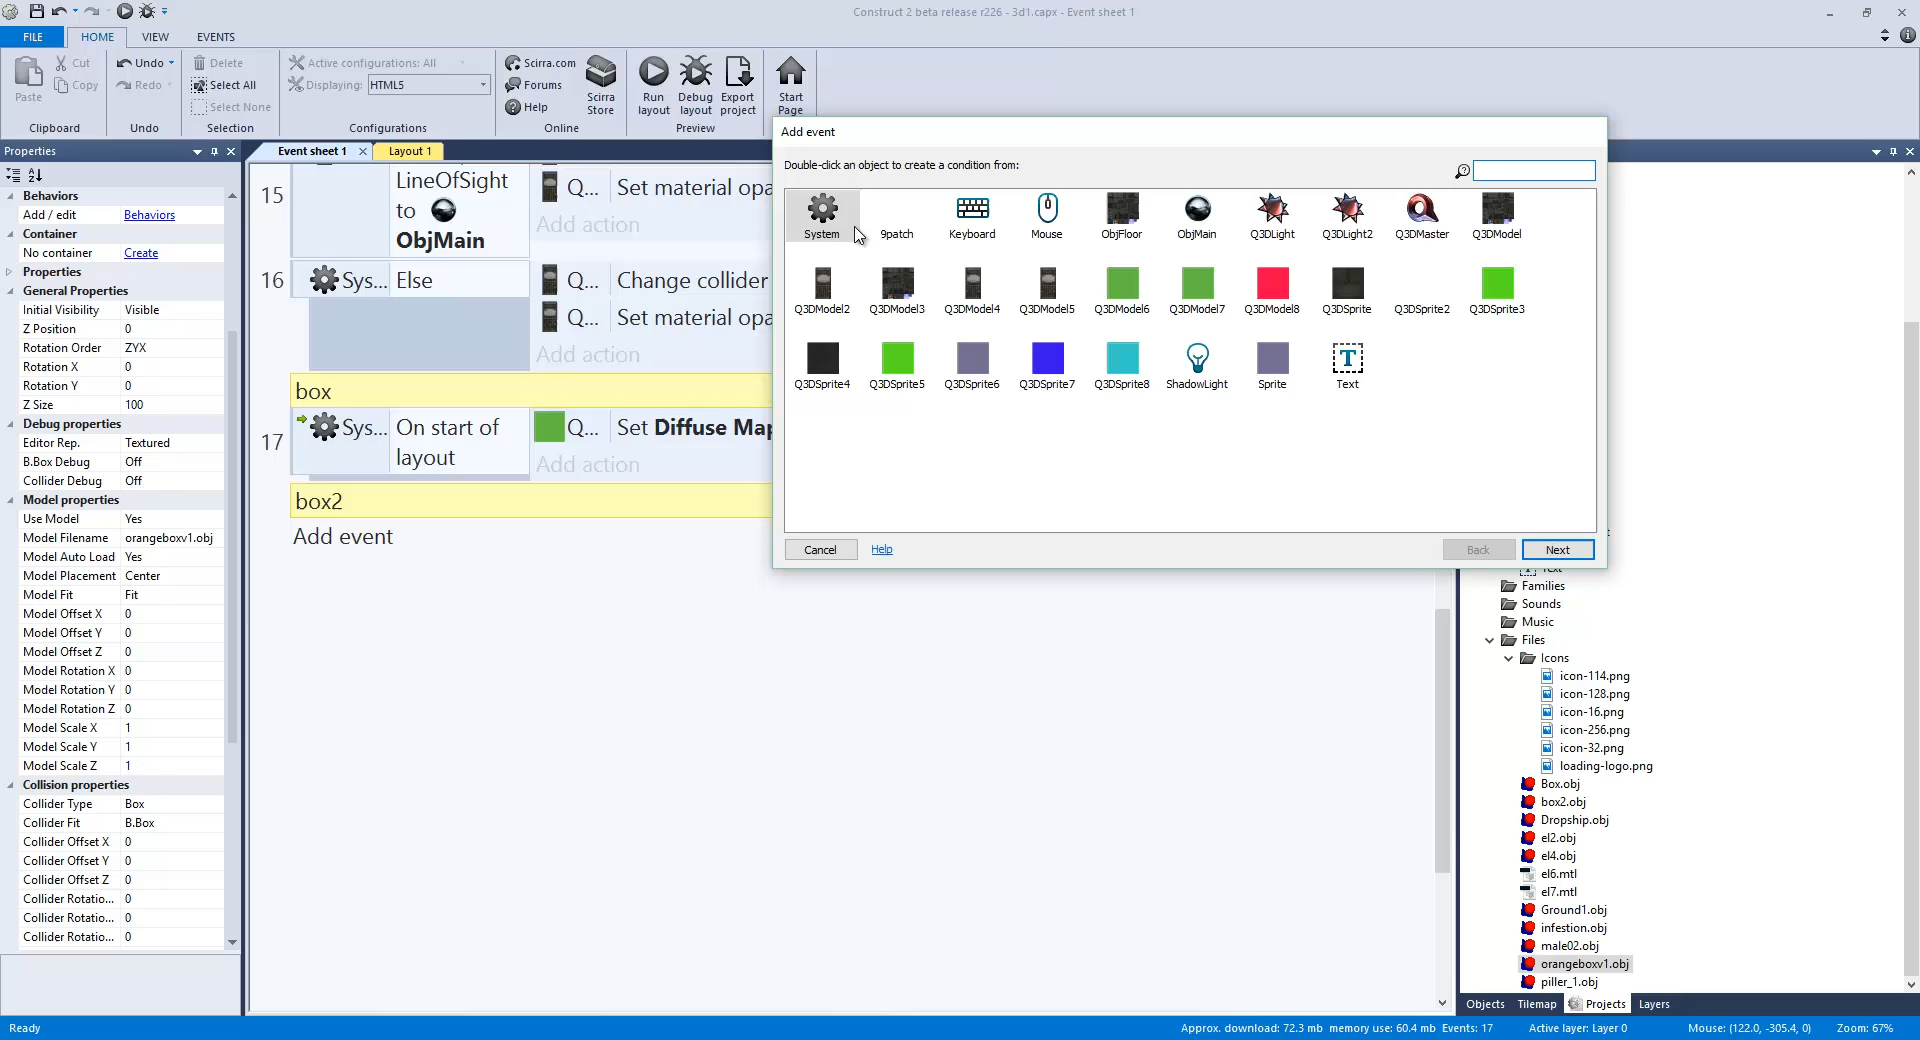 Construct 2 beta release r226 - 3d1.capx - Event sheet 1
FILE
HOME
VIEW
EVENTS
Paste
Cut
Copy
Clipboard
Undo
Redo
Undo
Delete
Select All
Select None
Selection
Active configurations: All
Displaying:
HTML5
Configurations
Scirra.com
Forums
Help
Scirra
Store
Online
Run
layout
Debug
layout
Export
project
Preview
Start
Page
Properties
Behaviors
Add / edit Behaviors
Container
No container Create
Properties
General Properties
Initial Visibility Visible
Z Position 0
Rotation Order ZYX
Rotation X 0
Rotation Y 0
Z Size 100
Debug properties
Editor Rep. Textured
B.Box Debug Off
Collider Debug Off
Model properties
Use Model Yes
Model Filename orangeboxv1.obj
Model Auto Load Yes
Model Placement Center
Model Fit Fit
Model Offset X 0
Model Offset Y 0
Model Offset Z 0
Model Rotation X 0
Model Rotation Y 0
Model Rotation Z 0
Model Scale X 1
Model Scale Y 1
Model Scale Z 1
Collision properties
Collider Type Box
Collider Fit B.Box
Collider Offset X 0
Collider Offset Y 0
Collider Offset Z 0
Collider Rotatio... 0
Collider Rotatio... 0
Collider Rotatio... 0
Event sheet 1
Layout 1
15
LineOfSight
to
ObjMain
Q... Set material opa
Add action
16
Sys... Else
Q... Change collider
Q... Set material opa
Add action
box
17
Sys... On start of
layout
Q... Set Diffuse Map
Add action
box2
Add event
Add event
Double-click an object to create a condition from:
System
9patch
Keyboard
Mouse
ObjFloor
ObjMain
Q3DLight
Q3DLight2
Q3DMaster
Q3DModel
Q3DModel2
Q3DModel3
Q3DModel4
Q3DModel5
Q3DModel6
Q3DModel7
Q3DModel8
Q3DSprite
Q3DSprite2
Q3DSprite3
Q3DSprite4
Q3DSprite5
Q3DSprite6
Q3DSprite7
Q3DSprite8
ShadowLight
Sprite
Text
Cancel
Help
Back
Next
Families
Sounds
Music
Files
Icons
icon-114.png
icon-128.png
icon-16.png
icon-256.png
icon-32.png
loading-logo.png
Box.obj
box2.obj
Dropship.obj
el2.obj
el4.obj
el6.mtl
el7.mtl
Ground1.obj
infestion.obj
male02.obj
orangeboxv1.obj
piller_1.obj
Objects
Tilemap
Projects
Layers
Ready
Approx. download: 72.3 mb memory use: 60.4 mb Events: 17
Active layer: Layer 0
Mouse: (122.0, -305.4, 0)
Zoom: 67%